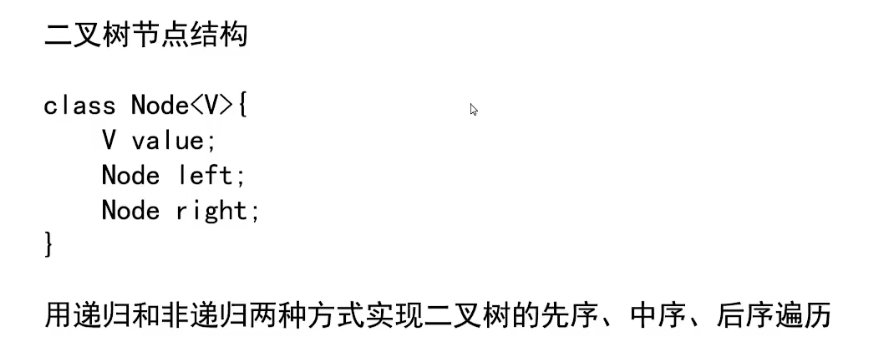 二叉树节点结构
class Node<V>{
    V value;
    Node left;
    Node right;
}
用递归和非递归两种方式实现二叉树的先序、中序、后序遍历